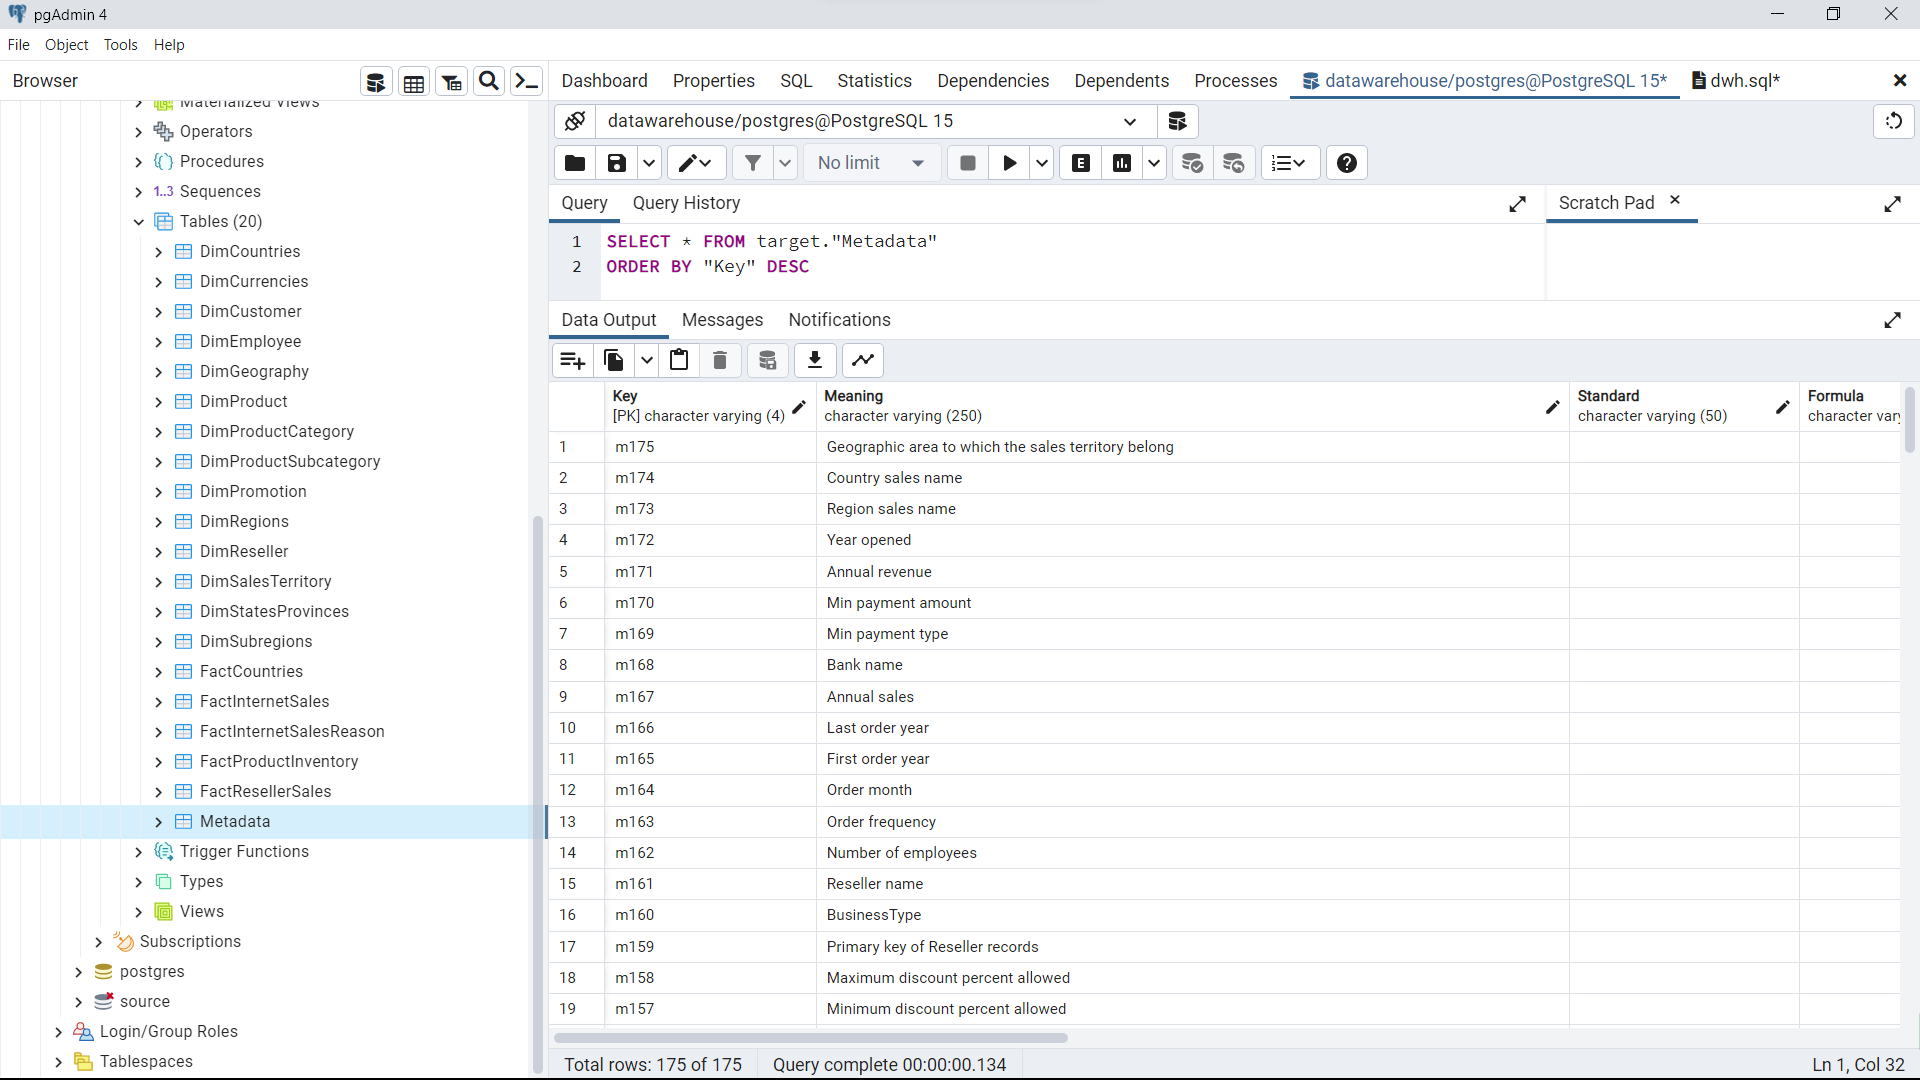 pgAdmin 4
File Object Tools Help
Browser
Dashboard Properties SQL Statistics Dependencies Dependents Processes datawarehouse/postgres@PostgreSQL 15* dwh.sql*
Materialized Views
Operators
Procedures
1..3 Sequences
Tables (20)
DimCountries
DimCurrencies
DimCustomer
DimEmployee
DimGeography
DimProduct
DimProductCategory
DimProductSubcategory
DimPromotion
DimRegions
DimReseller
DimSalesTerritory
DimStatesProvinces
DimSubregions
FactCountries
FactInternetSales
FactInternetSalesReason
FactProductInventory
FactResellerSales
Metadata
Trigger Functions
Types
Views
Subscriptions
postgres
source
Login/Group Roles
Tablespaces
datawarehouse/postgres@PostgreSQL 15
No limit
E
Query Query History
Scratch Pad
1 SELECT * FROM target."Metadata"
2 ORDER BY "Key" DESC
Data Output Messages Notifications
Key Meaning Standard Formula
[PK] character varying (4) character varying (250) character varying (50) character vary
1 m175 Geographic area to which the sales territory belong
2 m174 Country sales name
3 m173 Region sales name
4 m172 Year opened
5 m171 Annual revenue
6 m170 Min payment amount
7 m169 Min payment type
8 m168 Bank name
9 m167 Annual sales
10 m166 Last order year
11 m165 First order year
12 m164 Order month
13 m163 Order frequency
14 m162 Number of employees
15 m161 Reseller name
16 m160 BusinessType
17 m159 Primary key of Reseller records
18 m158 Maximum discount percent allowed
19 m157 Minimum discount percent allowed
Total rows: 175 of 175 Query complete 00:00:00.134 Ln 1, Col 32